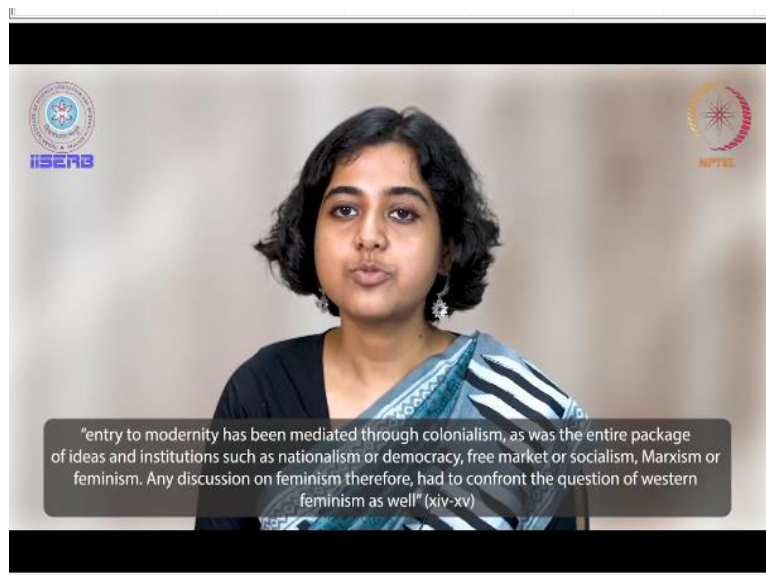 IISERB
NPTEL
“entry to modernity has been mediated through colonialism, as was the entire package
of ideas and institutions such as nationalism or democracy, free market or socialism, Marxism or
feminism. Any discussion on feminism therefore, had to confront the question of western
feminism as well” (xiv-xv)